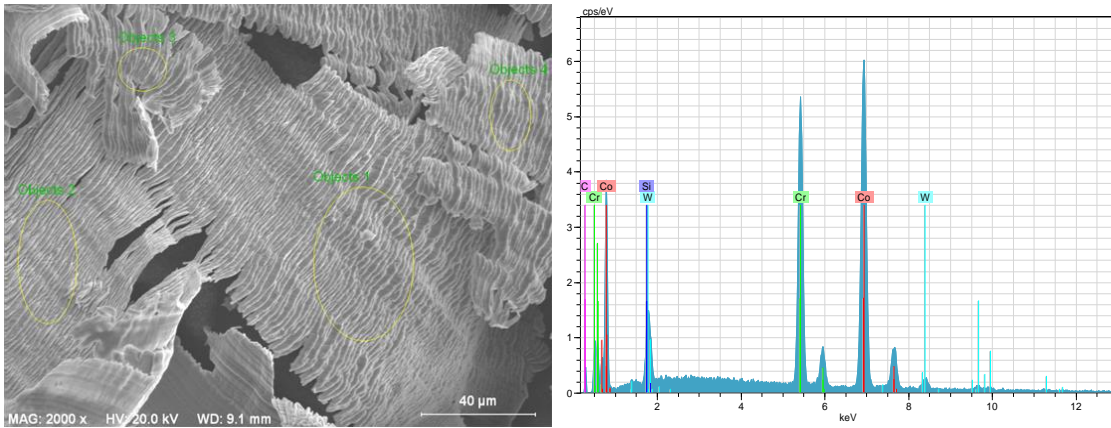 Objects 3
Objects 4
Objects 1
Objects 2
MAG: 2000 x HV: 20.0 kV WD: 9.1 mm
40 µm
cps/eV
6
5
4
3
2
1
0
C
Co
Si
Cr
W
Cr
Co
W
2
4
6
8
10
12
keV